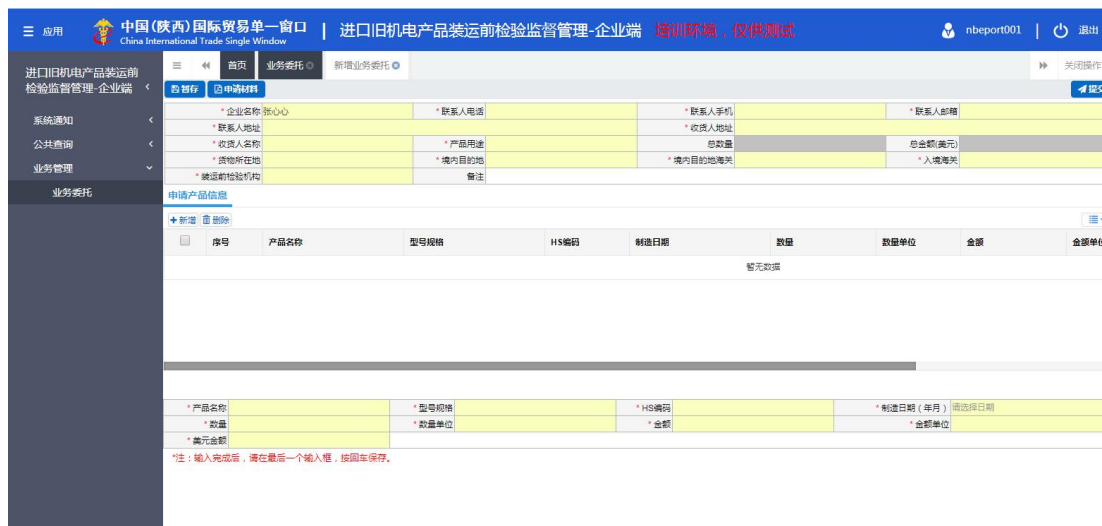 应用 中国(陕西)国际贸易单一窗口 | 进口旧机电产品装运前检验监督管理-企业端 培训环境，仅供测试 nbeport001 | 退出
China International Trade Single Window
进口旧机电产品装运前
检验监督管理-企业端
首页 业务委托 新增业务委托 关闭操作
暂存 申请材料 提交
系统通知
公共查询
业务管理
业务委托
*企业名称 张心心 *联系人电话 *联系人手机 *联系人邮箱
*联系人地址 *收货人地址
*收货人名称 *产品用途 总数量 总金额(美元)
*货物所在地 *境内目的地 *境内目的地海关 *入境海关
*装运前检验机构 备注
申请产品信息
新增 删除
序号 产品名称 型号规格 HS编码 制造日期 数量 数量单位 金额 金额单位
暂无数据
*产品名称 *型号规格 *HS编码 *制造日期（年月） 请选择日期
*数量 *数量单位 *金额 *金额单位
*美元金额
*注：输入完成后，请在最后一个输入框，按回车保存。